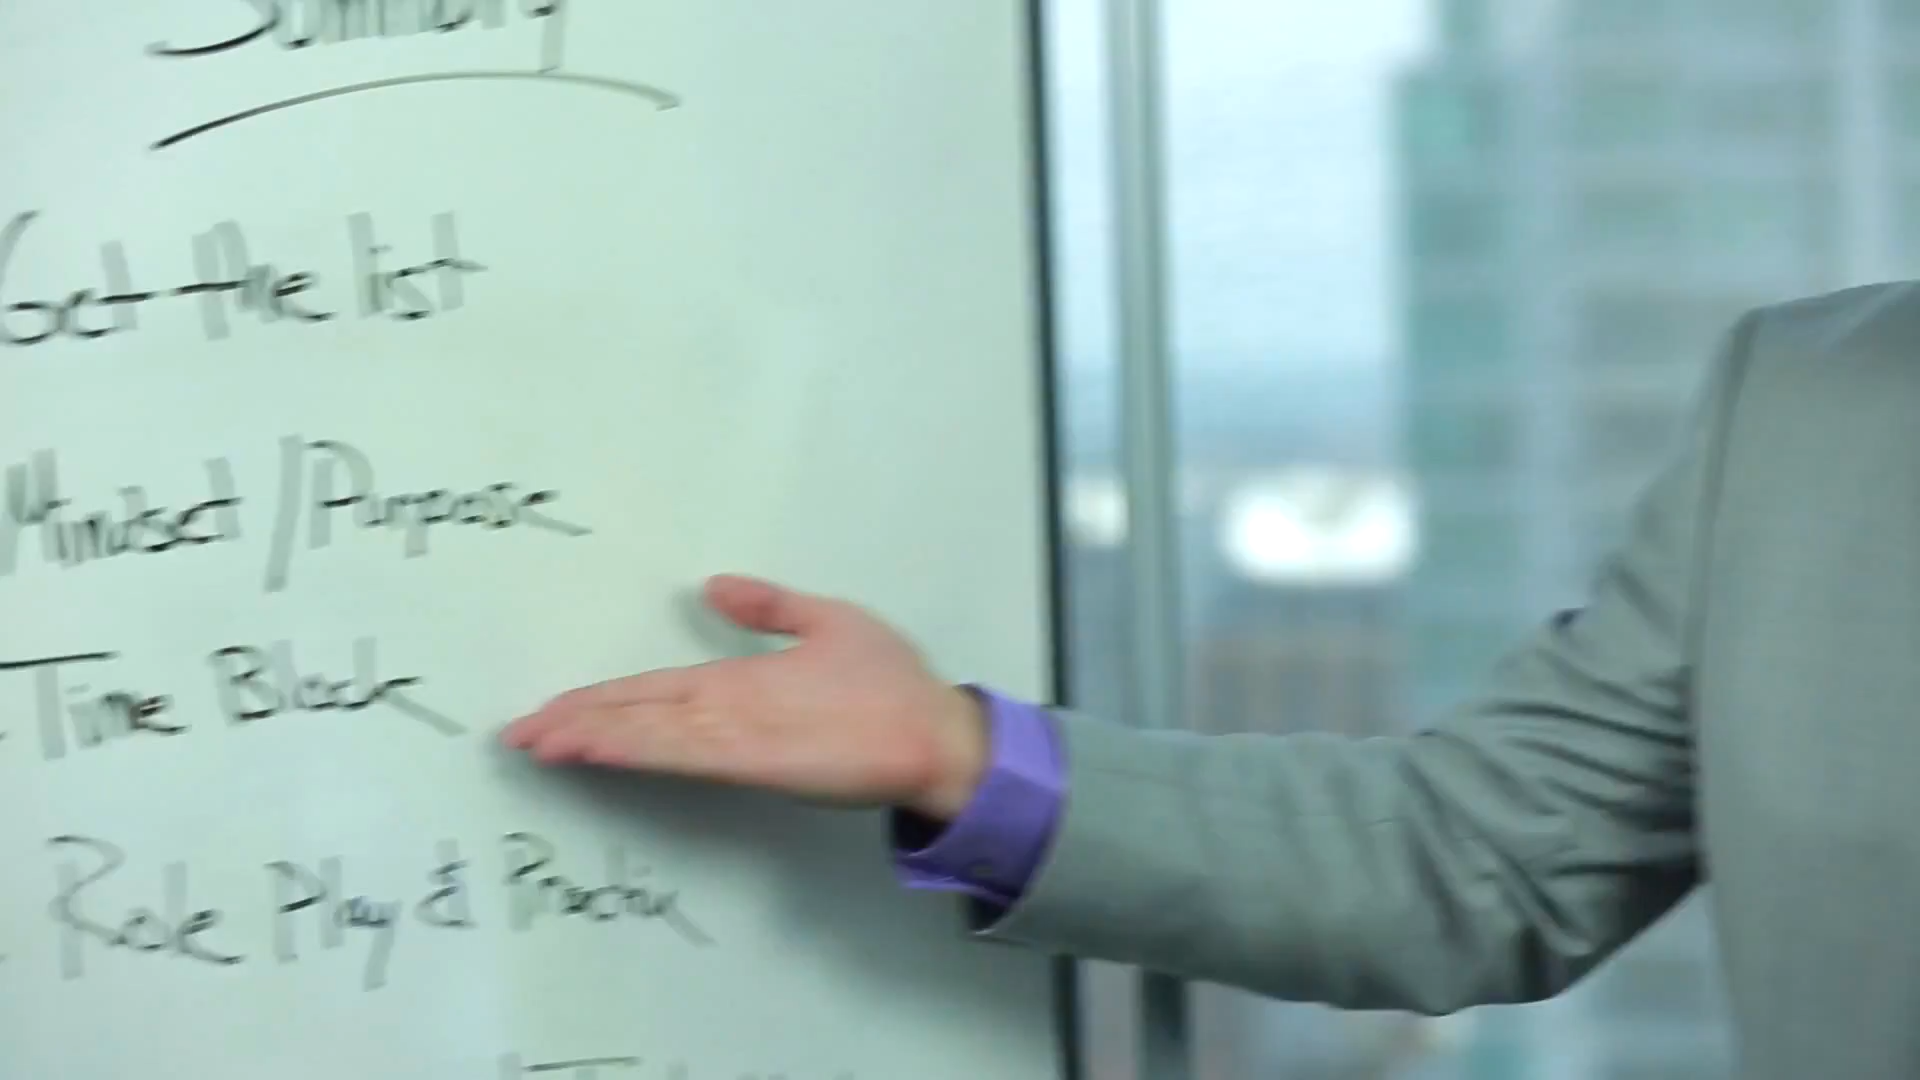 Summary
Get the list
Mindset/Purpose
Time Block
Role Play & Practice